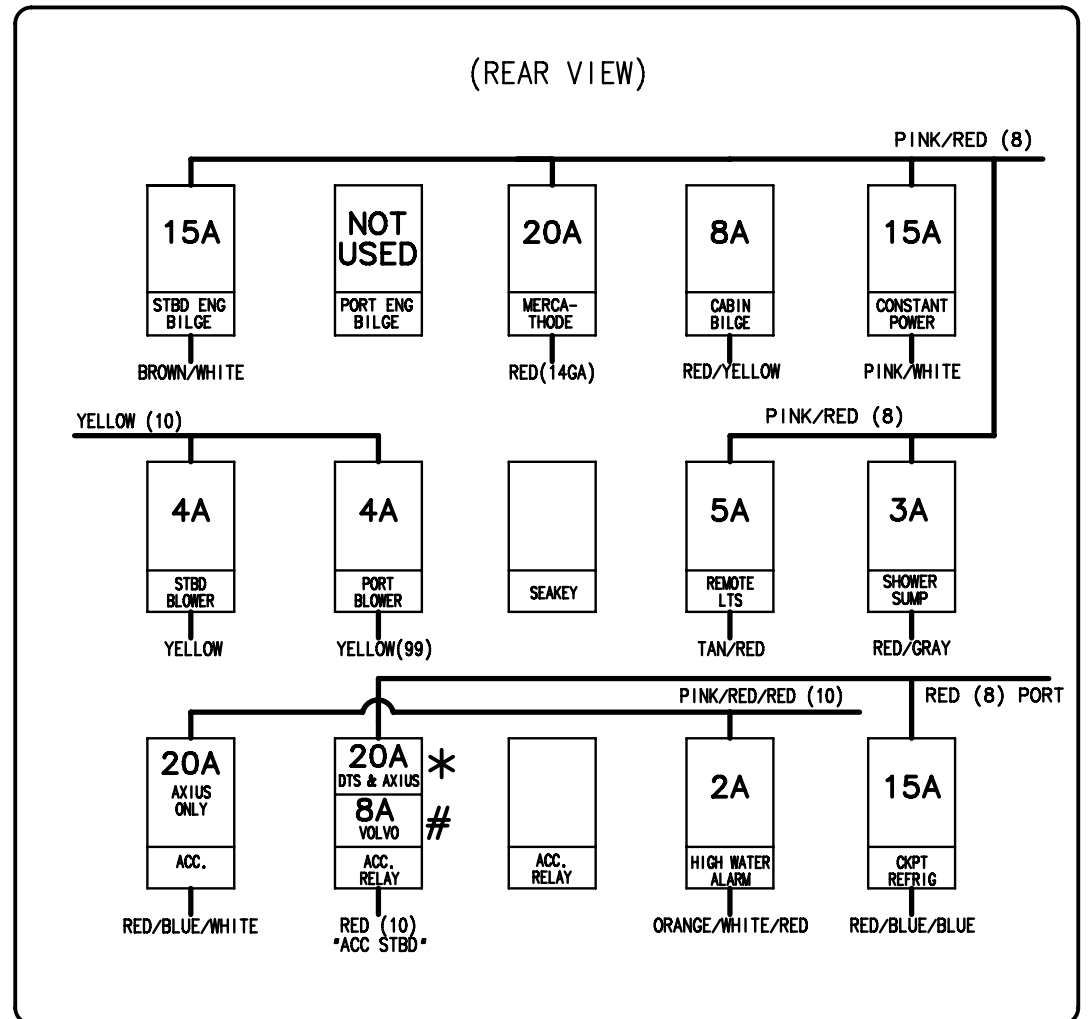 (REAR VIEW)
PINK/RED (8)
15A
STBD ENG
BILGE
BROWN/WHITE
NOT
USED
PORT ENG
BILGE
20A
MERCA-
THODE
RED(14GA)
8A
CABIN
BILGE
RED/YELLOW
15A
CONSTANT
POWER
PINK/WHITE
YELLOW (10)
PINK/RED (8)
4A
STBD
BLOWER
YELLOW
4A
PORT
BLOWER
YELLOW(99)
SEAKEY
5A
REMOTE
LTS
TAN/RED
3A
SHOWER
SUMP
RED/GRAY
PINK/RED/RED (10)
RED (8) PORT
20A
AXIUS
ONLY
ACC.
RED/BLUE/WHITE
20A *
DTS & AXIUS
8A #
VOLVO
ACC.
RELAY
RED (10)
"ACC STBD"
ACC.
RELAY
2A
HIGH WATER
ALARM
ORANGE/WHITE/RED
15A
CKPT
REFRIG
RED/BLUE/BLUE